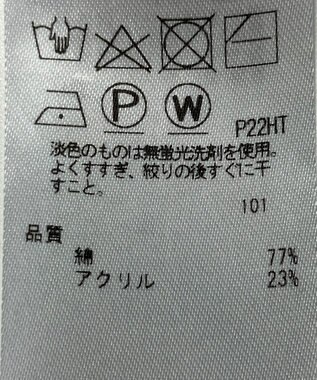 P W
P22HT
淡色のものは無蛍光洗剤を使用。
よくすすぎ、絞りの後すぐに干
すこと。
101
品質
綿 77%
アクリル 23%